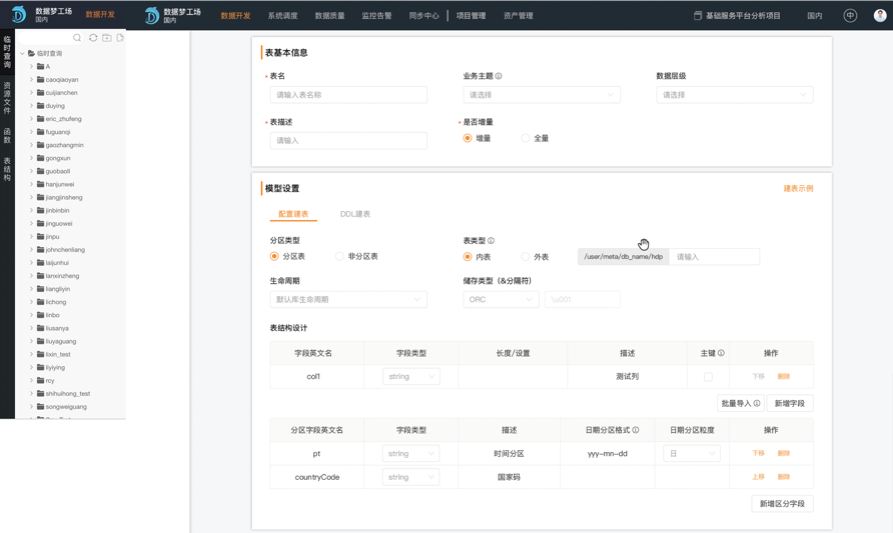 数据梦工场
国内
数据开发
数据梦工场
国内
数据开发 系统调度 数据质量 监控告警 同步中心 项目管理 资产管理
基础服务平台分析项目 国内 中
临时查询
资源文件
函数
表结构
临时查询
A
caoqiaoyan
cuijianchen
duying
eric_zhufeng
fuguanqi
gaozhangmin
gongxun
guobaoli
hanjunwei
jiangjinsheng
jinbinbin
jinguowei
jinpu
johnchenliang
laijunhui
lanxinzheng
liangliyin
lichong
linbo
liusanya
liuyaguang
lixin_test
liyiying
rcy
shihuihong_test
songweiguang
表基本信息
表名 业务主题 数据层级
请输入表名称 请选择 请选择
表描述 是否增量
请输入 增量 全量
模型设置 建表示例
配置建表 DDL建表
分区类型 表类型
分区表 非分区表 内表 外表 /user/meta/db_name/hdp 请输入
生命周期 储存类型（&分隔符）
默认库生命周期 ORC \u001
表结构设计
字段英文名 字段类型 长度/设置 描述 主键 操作
col1 string 测试列 下移 删除
批量导入 新增字段
分区字段英文名 字段类型 描述 日期分区格式 日期分区粒度 操作
pt string 时间分区 yyy-mn-dd 日 下移 删除
countryCode string 国家码 上移 删除
新增区分字段